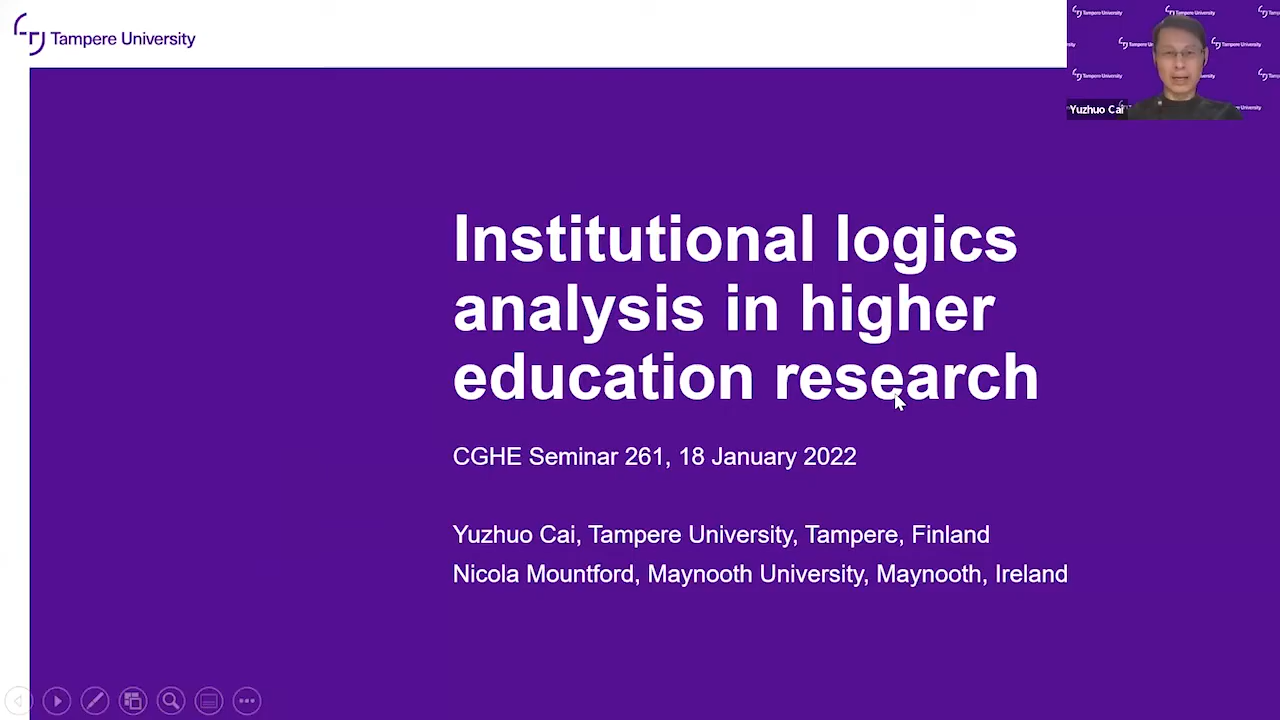 Tampere University
Yuzhuo Cai
Institutional logics
analysis in higher
education research
CGHE Seminar 261, 18 January 2022
Yuzhuo Cai, Tampere University, Tampere, Finland
Nicola Mountford, Maynooth University, Maynooth, Ireland